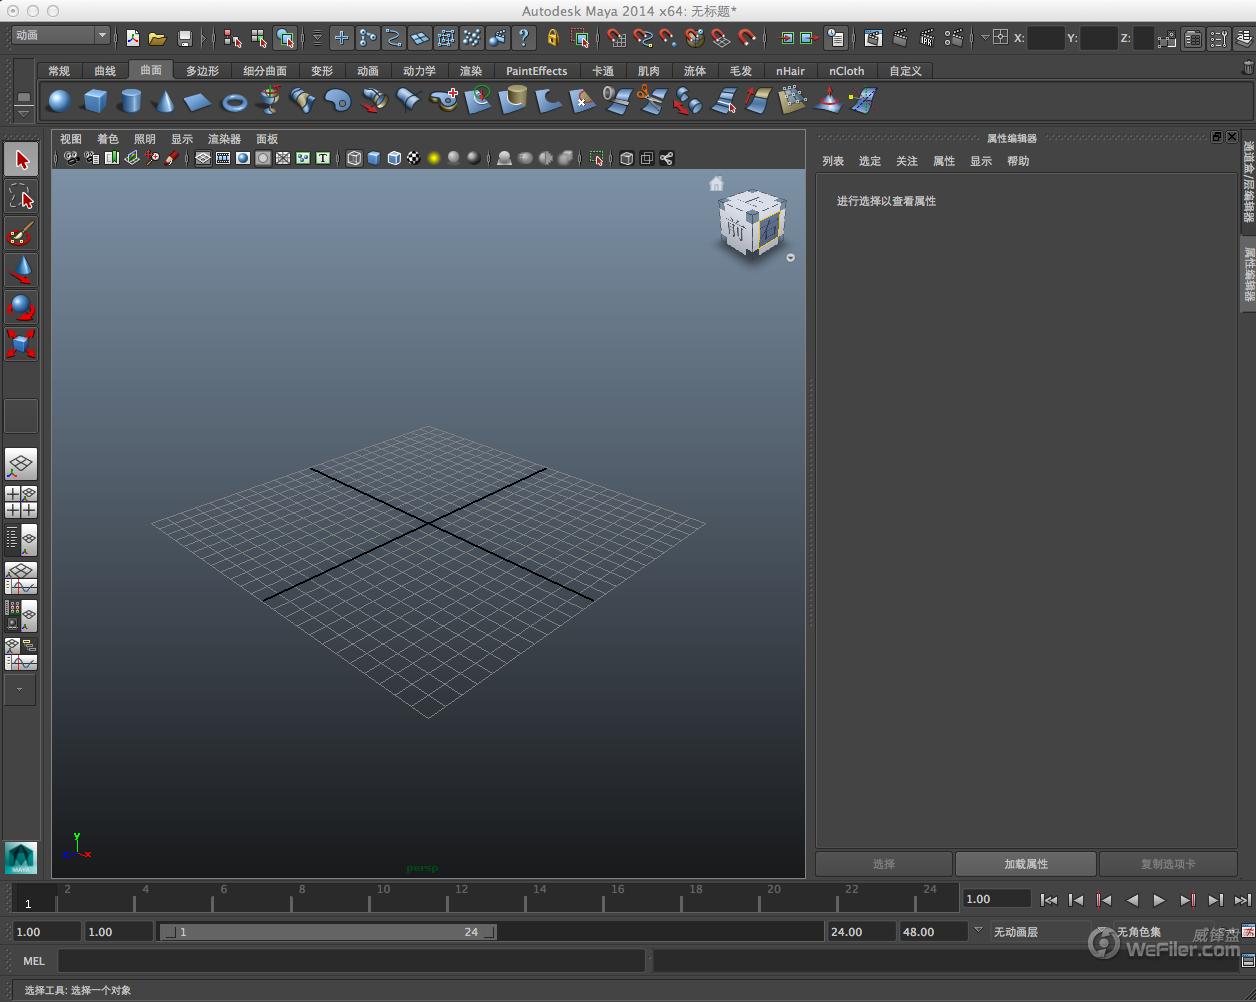 Autodesk Maya 2014 x64: 无标题*
动画 X: Y: Z:
常规 曲线 曲面 多边形 细分曲面 变形 动画 动力学 渲染 PaintEffects 卡通 肌肉 流体 毛发 nHair nCloth 自定义
视图 着色 照明 显示 渲染器 面板
属性编辑器
列表 选定 关注 属性 显示 帮助
进行选择以查看属性
通道盒/层编辑器
属性编辑器
前
右
y
x
persp
MAYA
选择 加载属性 复制选项卡
2 4 6 8 10 12 14 16 18 20 22 24
1 1.00
1.00 1.00 1 24 24.00 48.00 无动画层 无角色集
威锋盘
WeFiler.com
MEL
选择工具: 选择一个对象